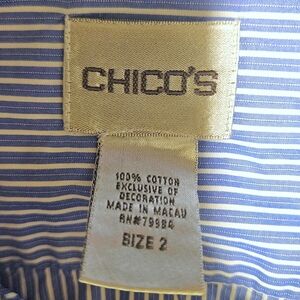 CHICO'S
100% COTTON
EXCLUSIVE OF
DECORATION
MADE IN MACAU
RN#79984
SIZE 2